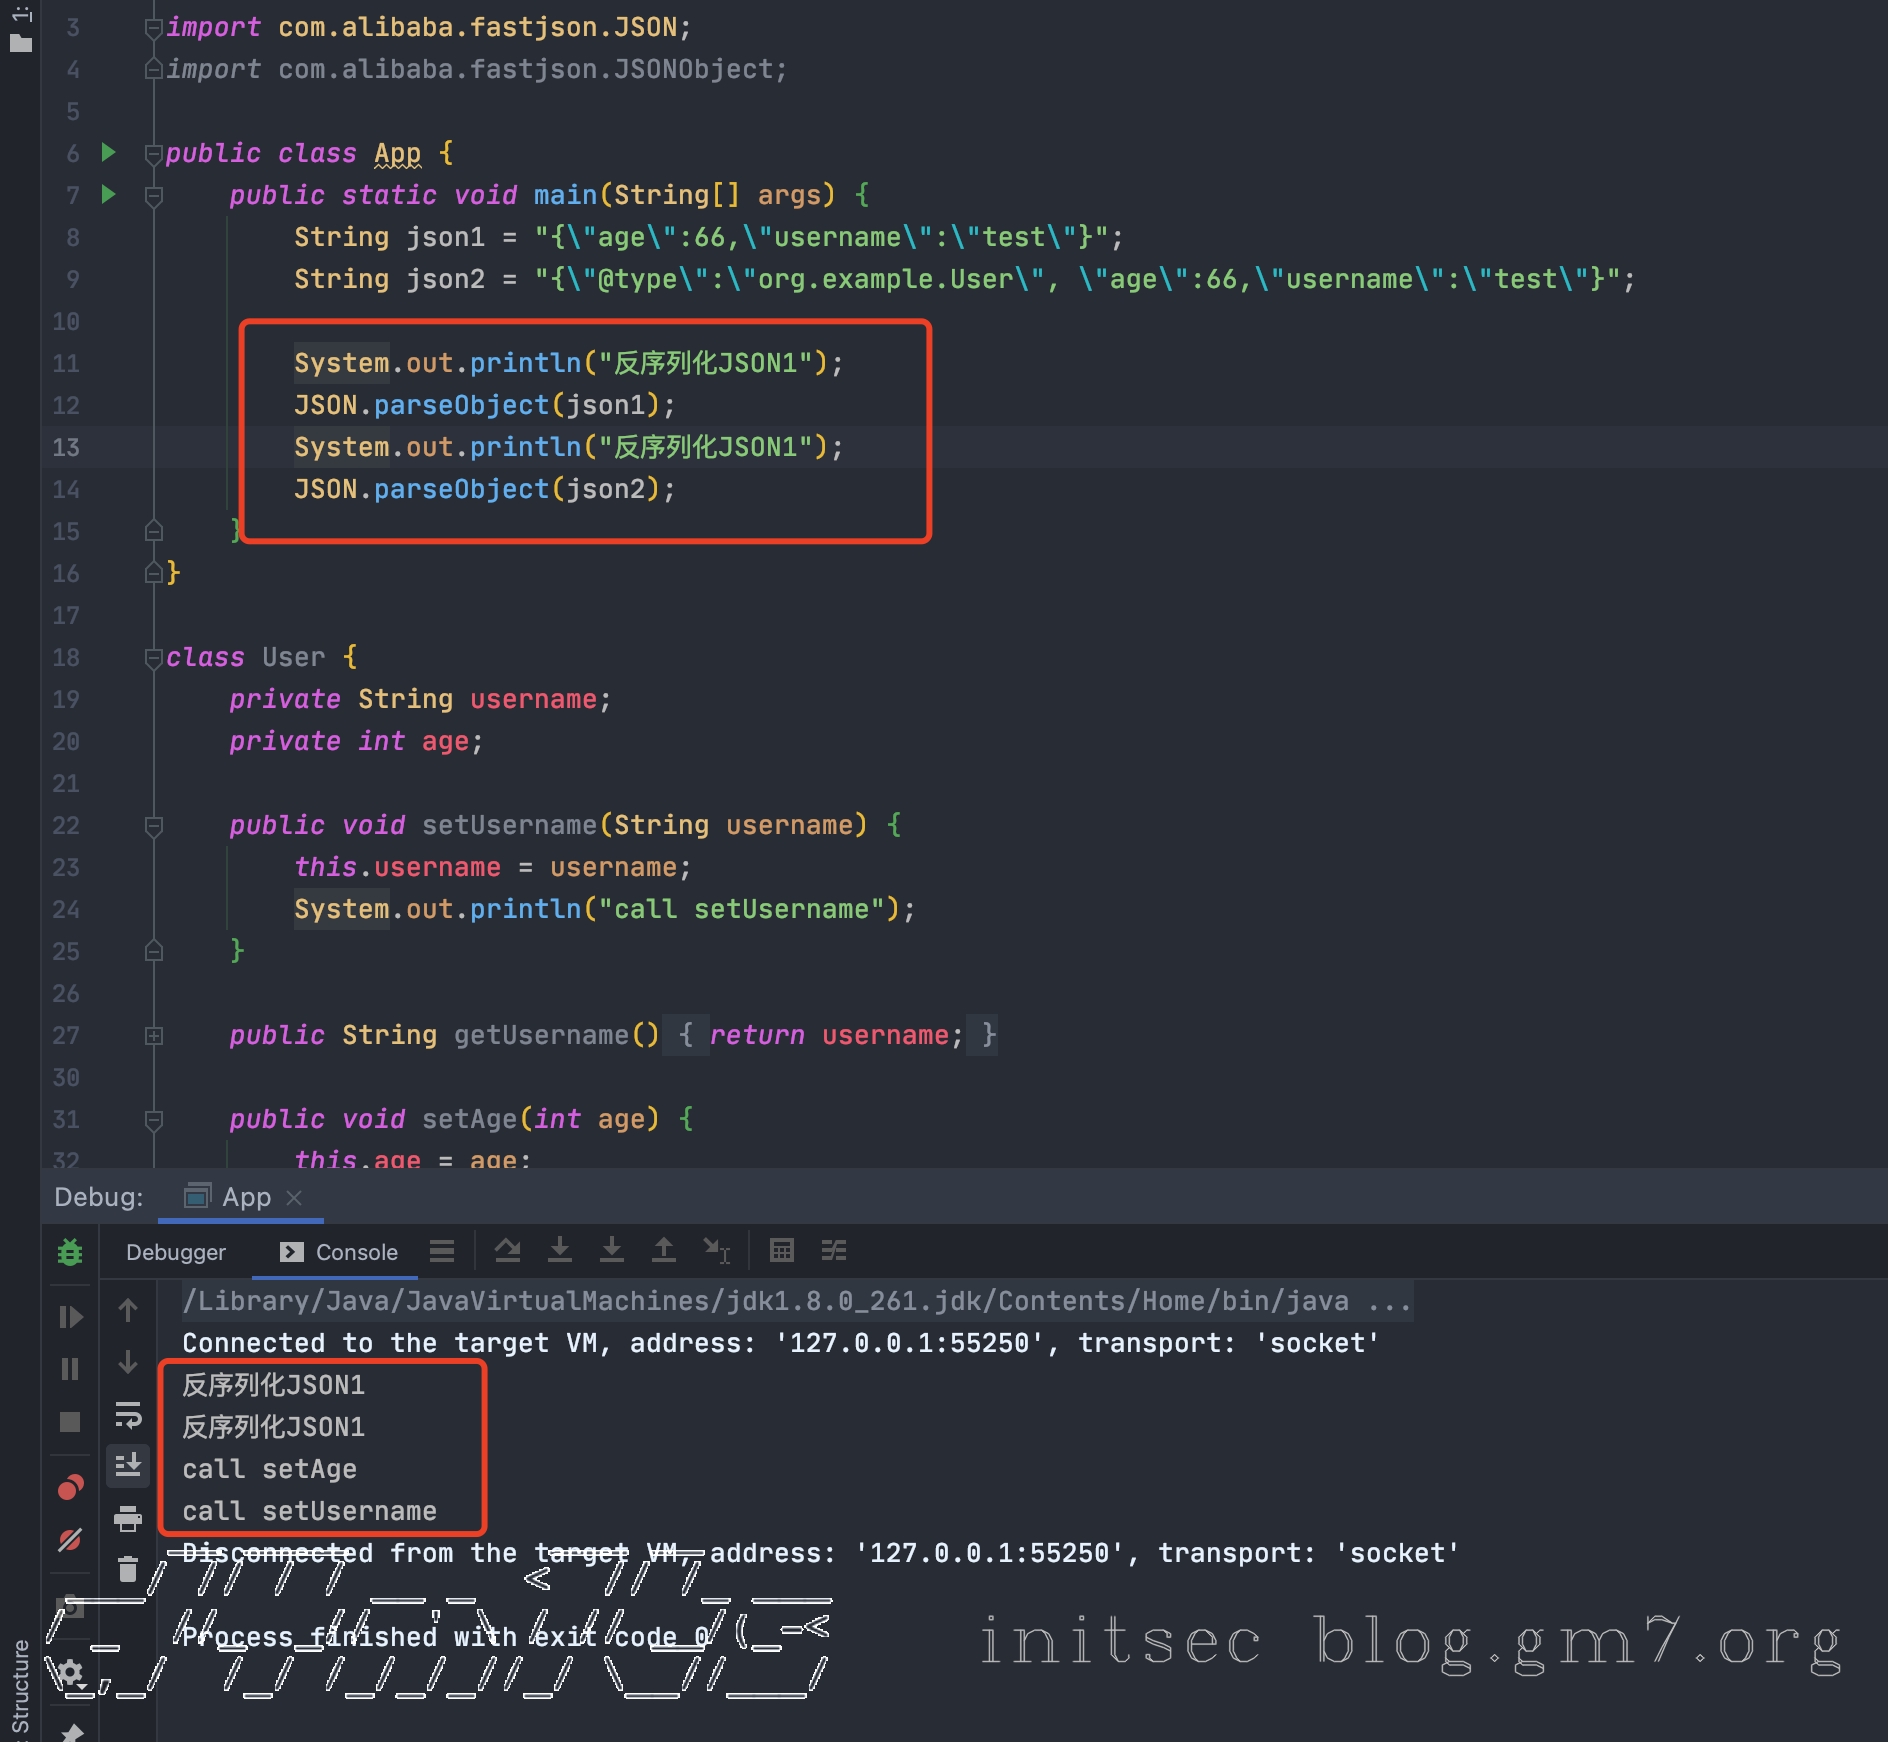 1:
3 import com.alibaba.fastjson.JSON;
4 import com.alibaba.fastjson.JSONObject;
5
6 public class App {
7 public static void main(String[] args) {
8 String json1 = "{\"age\":66,\"username\":\"test\"}";
9 String json2 = "{\"@type\":\"org.example.User\", \"age\":66,\"username\":\"test\"}";
10
11 System.out.println("反序列化JSON1");
12 JSON.parseObject(json1);
13 System.out.println("反序列化JSON1");
14 JSON.parseObject(json2);
15 }
16 }
17
18 class User {
19 private String username;
20 private int age;
21
22 public void setUsername(String username) {
23 this.username = username;
24 System.out.println("call setUsername");
25 }
26
27 public String getUsername() { return username; }
30
31 public void setAge(int age) {
32 this.age = age;
Debug: App
Debugger Console
/Library/Java/JavaVirtualMachines/jdk1.8.0_261.jdk/Contents/Home/bin/java ...
Connected to the target VM, address: '127.0.0.1:55250', transport: 'socket'
反序列化JSON1
反序列化JSON1
call setAge
call setUsername
Disconnected from the target VM, address: '127.0.0.1:55250', transport: 'socket'
Process finished with exit code 0
initsec blog.gm7.org
Structure